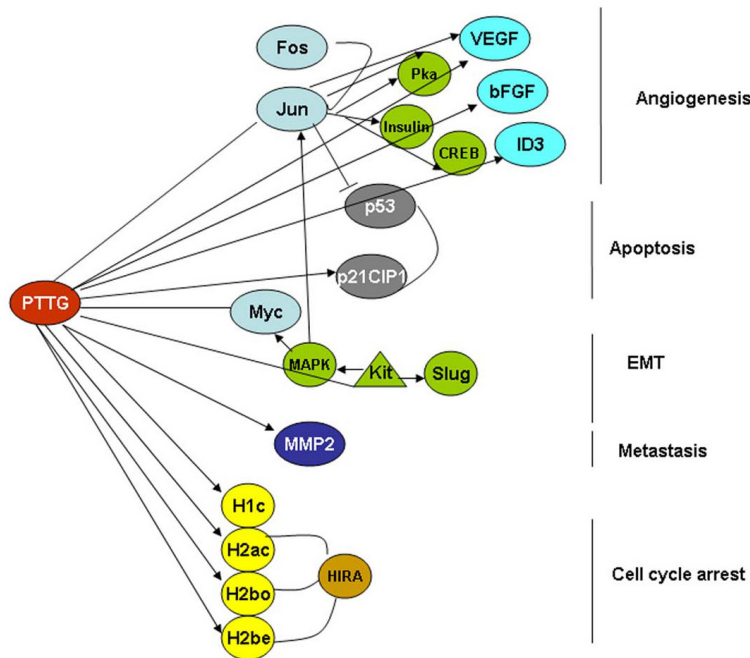 Fos
VEGF
Pka
bFGF
Angiogenesis
Jun
Insulin
CREB
ID3
p53
Apoptosis
p21CIP1
PTTG
Myc
MAPK
Kit
Slug
EMT
MMP2
Metastasis
H1c
H2ac
HIRA
Cell cycle arrest
H2bo
H2be